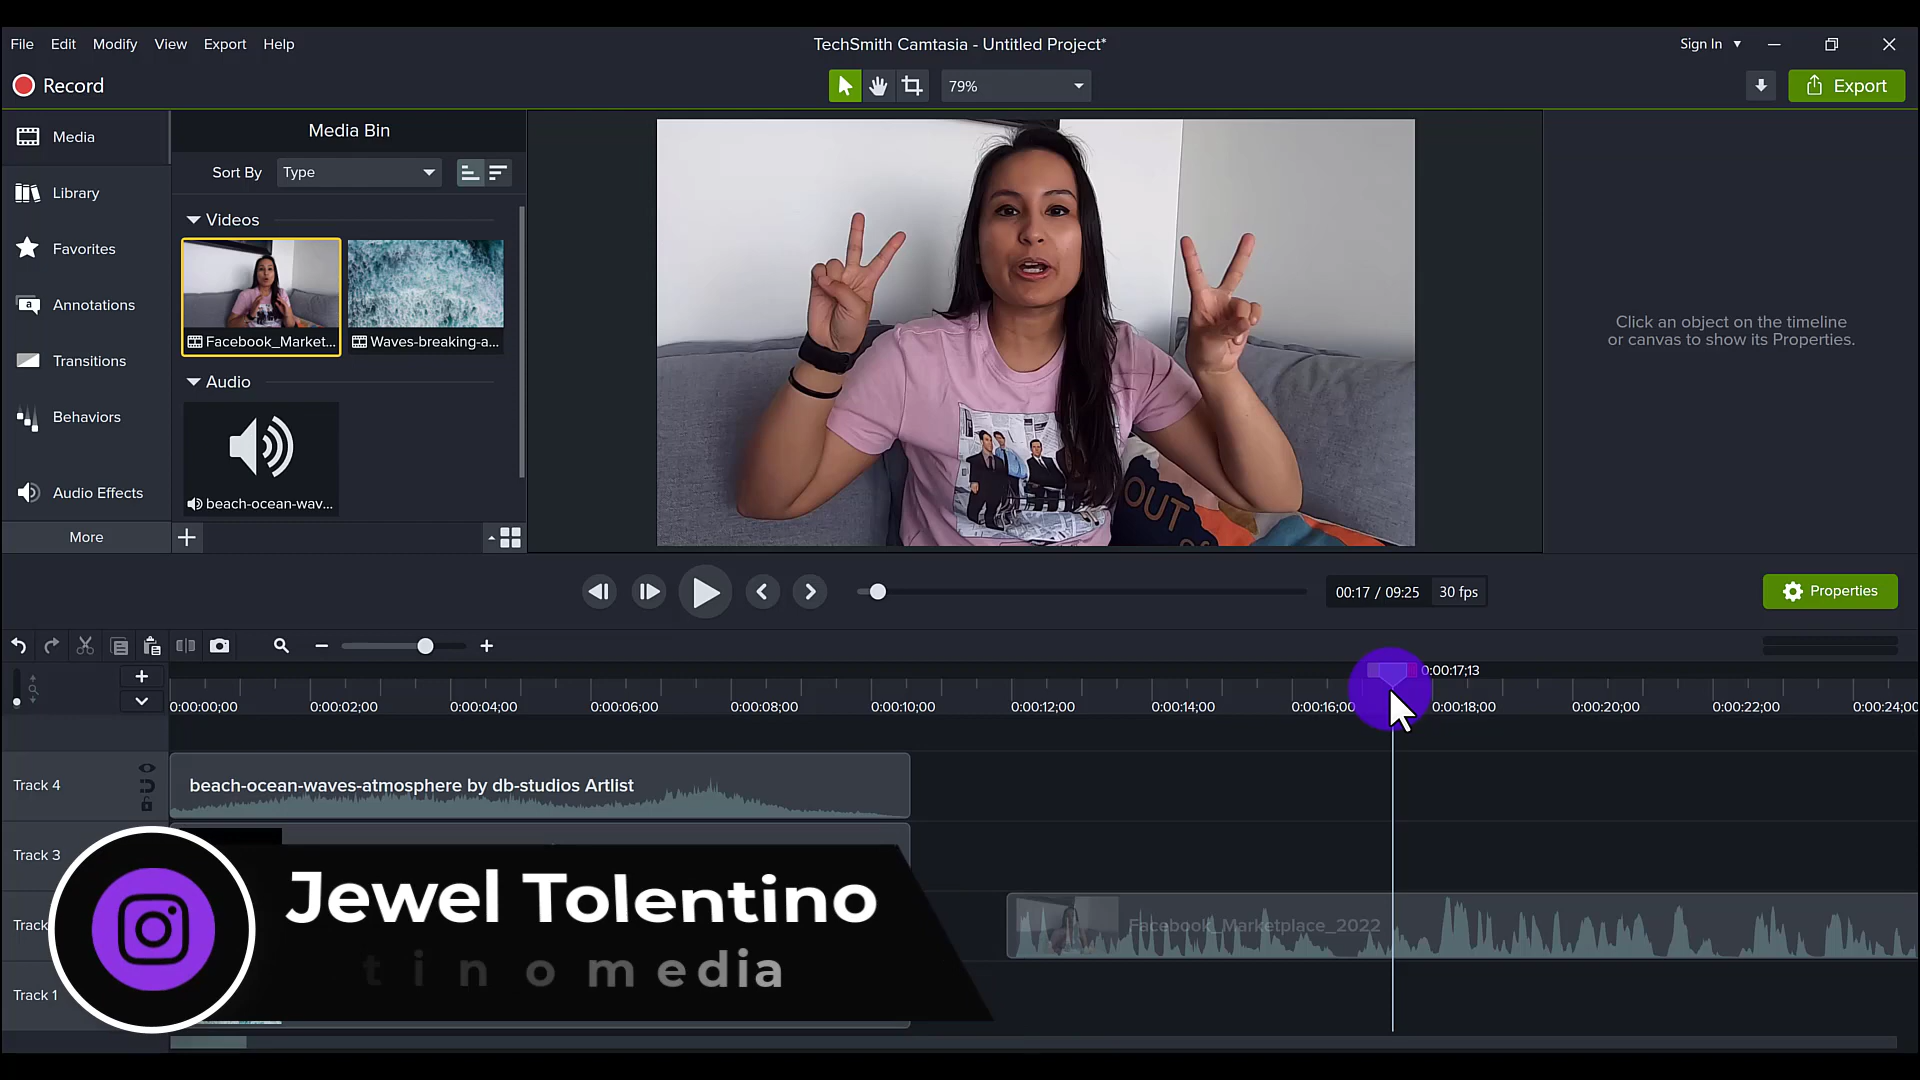 File Edit Modify View Export Help
TechSmith Camtasia - Untitled Project*
Sign In
Record
79%
Export
Media
Library
Favorites
Annotations
Transitions
Behaviors
Audio Effects
More
Media Bin
Sort By Type
Videos
Facebook_Market...
Waves-breaking-a...
Audio
beach-ocean-wav...
OUT
Click an object on the timeline
or canvas to show its Properties.
00:17 / 09:25 30 fps
Properties
0:00:17;13
0:00:00;00 0:00:02;00 0:00:04;00 0:00:06;00 0:00:08;00 0:00:10;00 0:00:12;00 0:00:14;00 0:00:16;00 0:00:18;00 0:00:20;00 0:00:22;00 0:00:24;00
Track 4
beach-ocean-waves-atmosphere by db-studios Artlist
Track 3
Track
Facebook_Marketplace_2022
Track 1
Jewel Tolentino
tinomedia